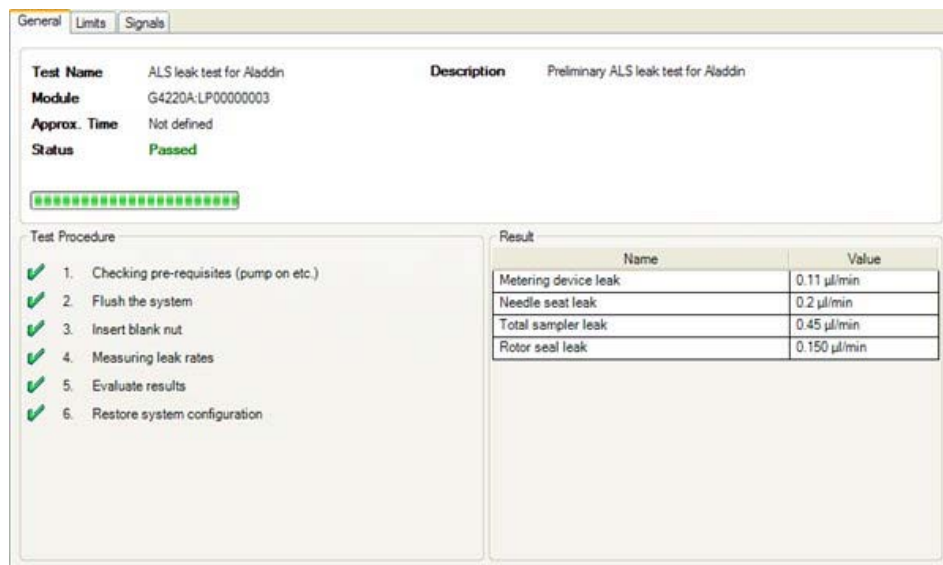 General Limits Signals
Test Name ALS leak test for Aladdin Description Preliminary ALS leak test for Aladdin
Module G4220A:LP00000003
Approx. Time Not defined
Status Passed
Test Procedure
1. Checking pre-requisites (pump on etc.)
2. Flush the system
3. Insert blank nut
4. Measuring leak rates
5. Evaluate results
6. Restore system configuration
Result
Name Value
Metering device leak 0.11 µl/min
Needle seat leak 0.2 µl/min
Total sampler leak 0.45 µl/min
Rotor seal leak 0.150 µl/min